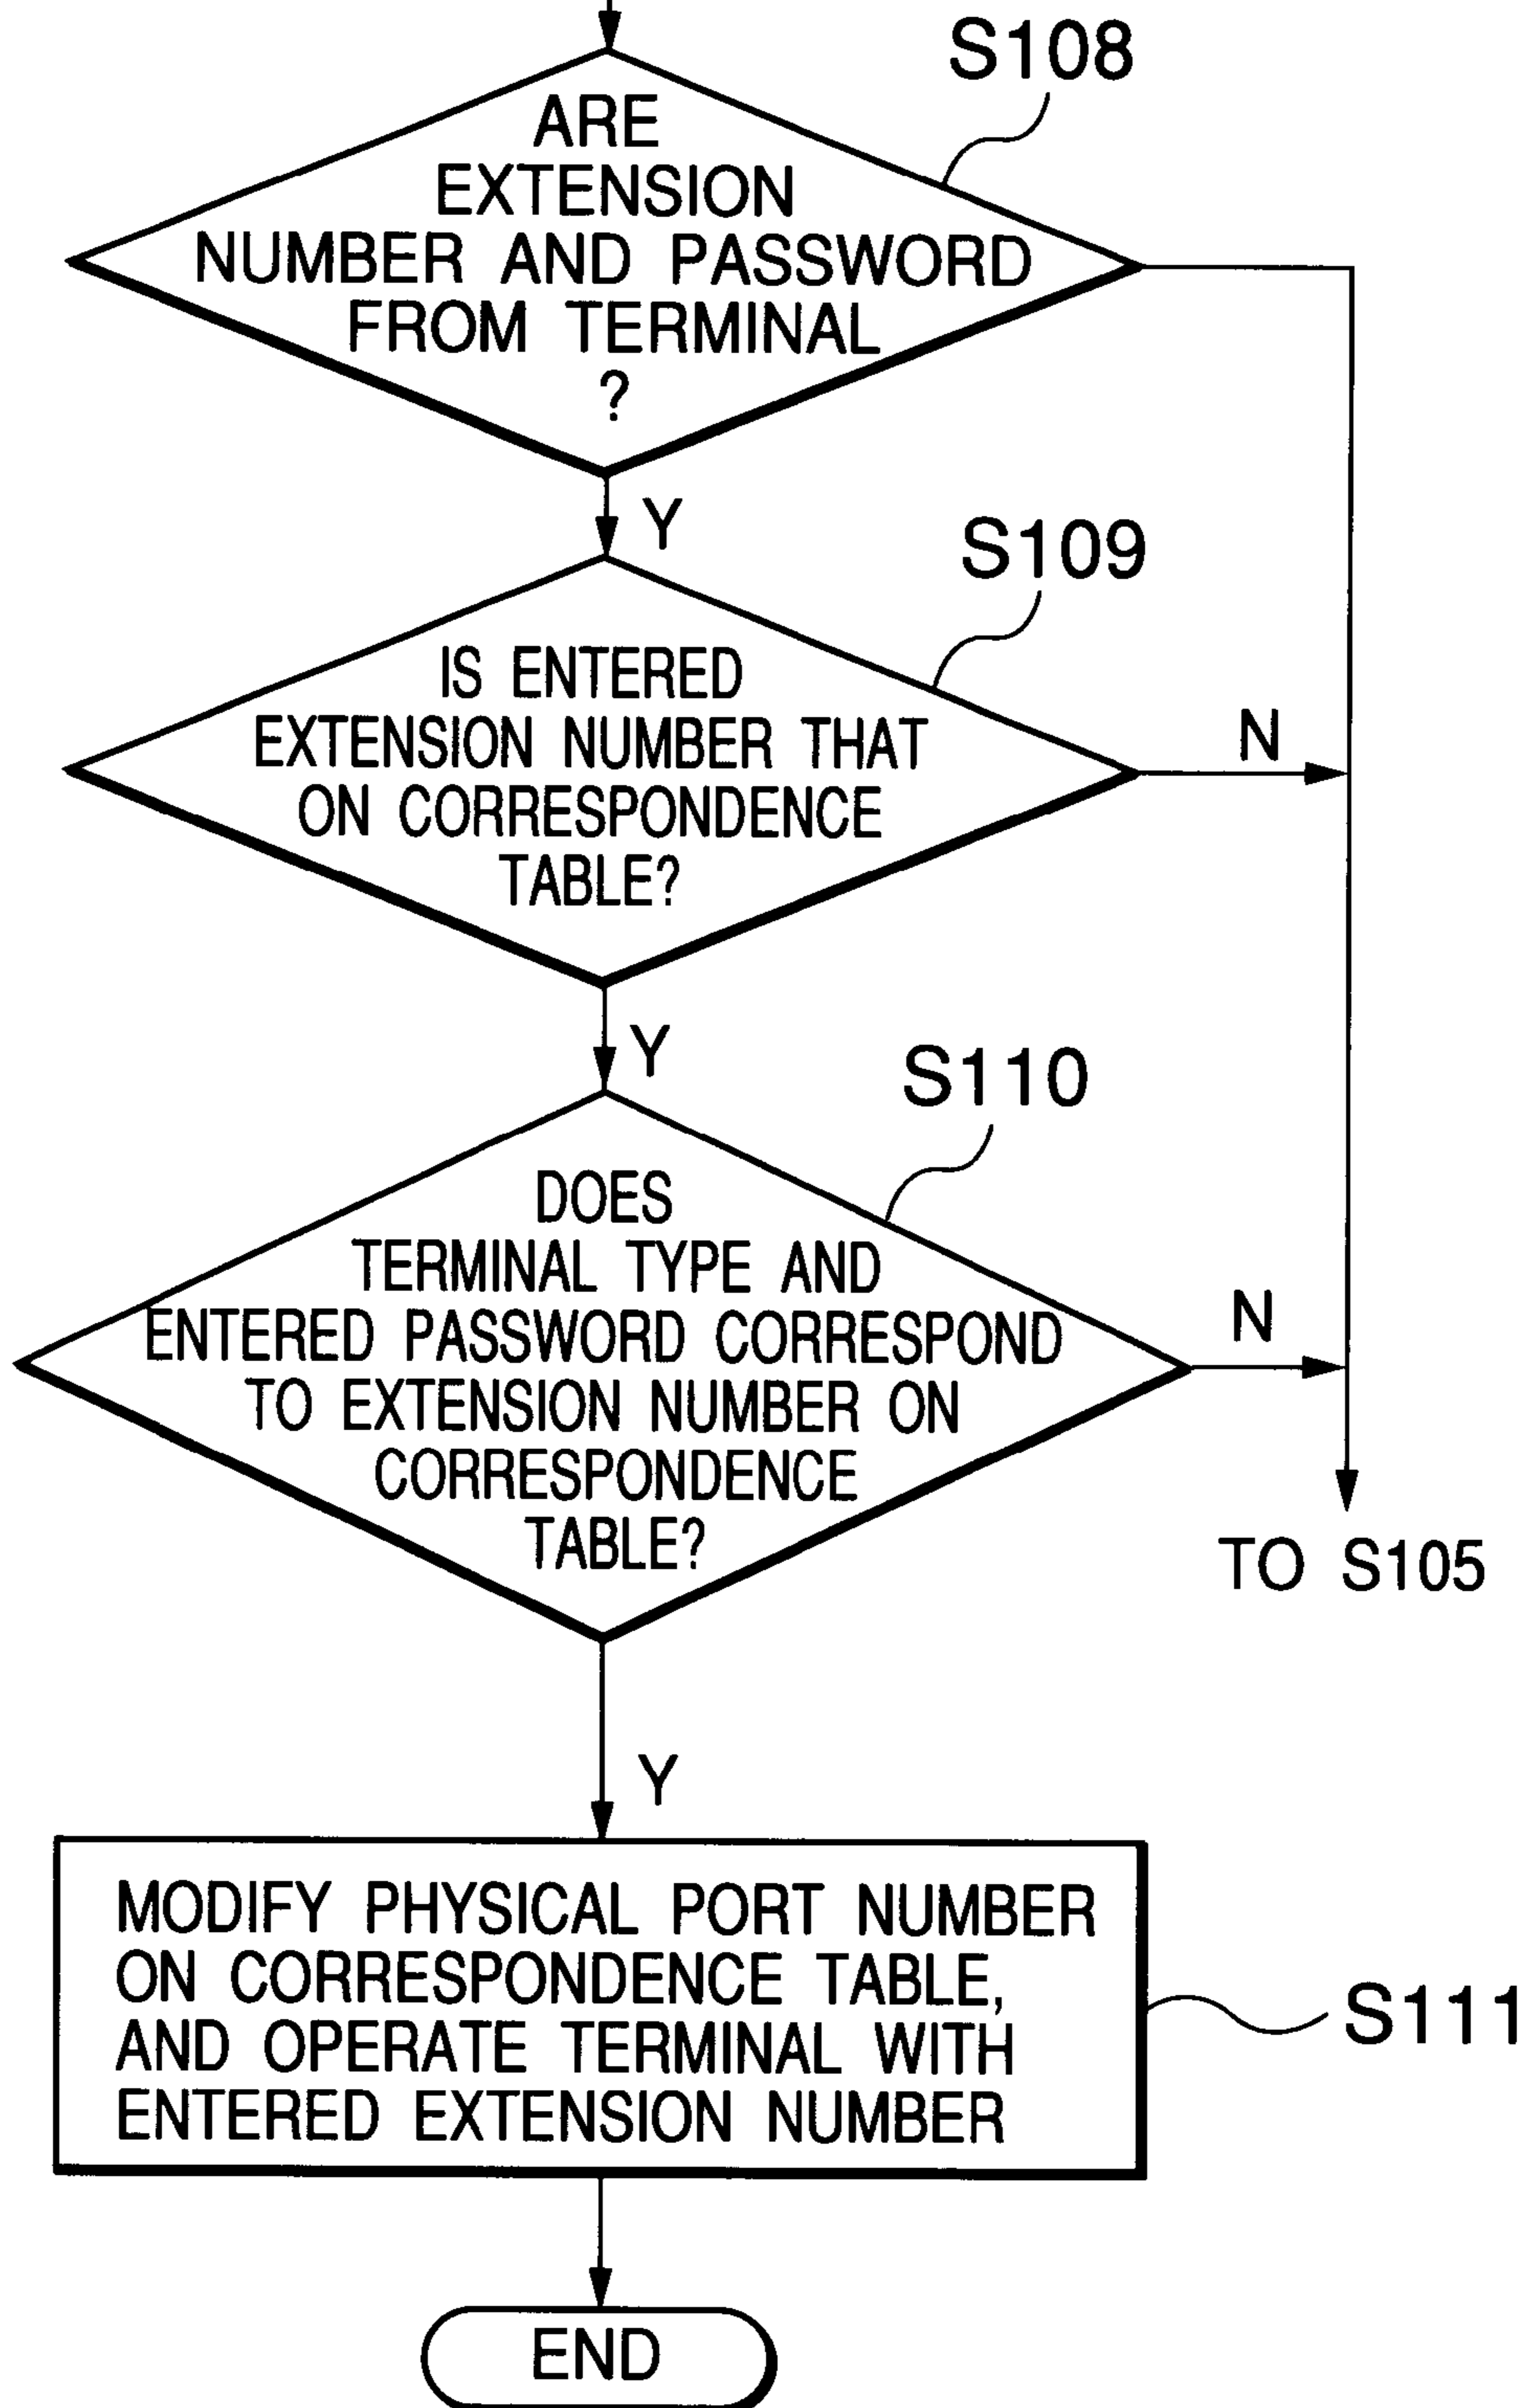 S108
ARE
EXTENSION
NUMBER AND PASSWORD
FROM TERMINAL
?
Y
S109
IS ENTERED
EXTENSION NUMBER THAT
ON CORRESPONDENCE
TABLE?
N
Y
S110
DOES
TERMINAL TYPE AND
ENTERED PASSWORD CORRESPOND
TO EXTENSION NUMBER ON
CORRESPONDENCE
TABLE?
N
TO S105
Y
MODIFY PHYSICAL PORT NUMBER
ON CORRESPONDENCE TABLE,
AND OPERATE TERMINAL WITH
ENTERED EXTENSION NUMBER
S111
END